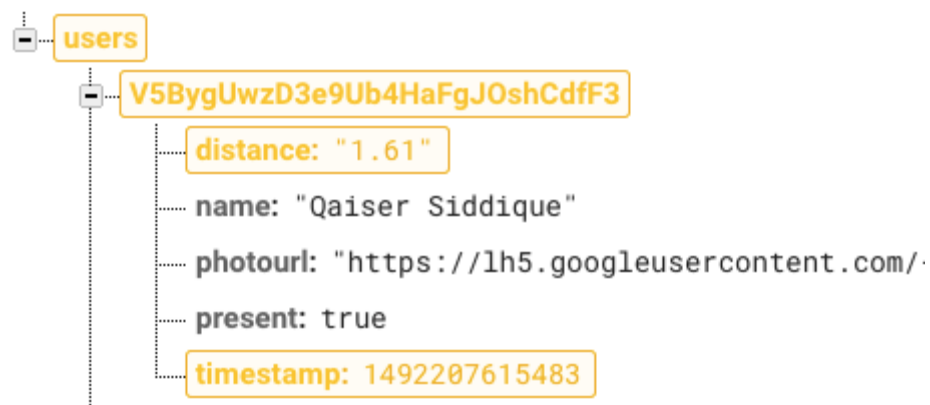 users
V5BygUwzD3e9Ub4HaFgJOshCdfF3
distance: "1.61"
name: "Qaiser Siddique"
photourl: "https://lh5.googleusercontent.com/-
present: true
timestamp: 1492207615483